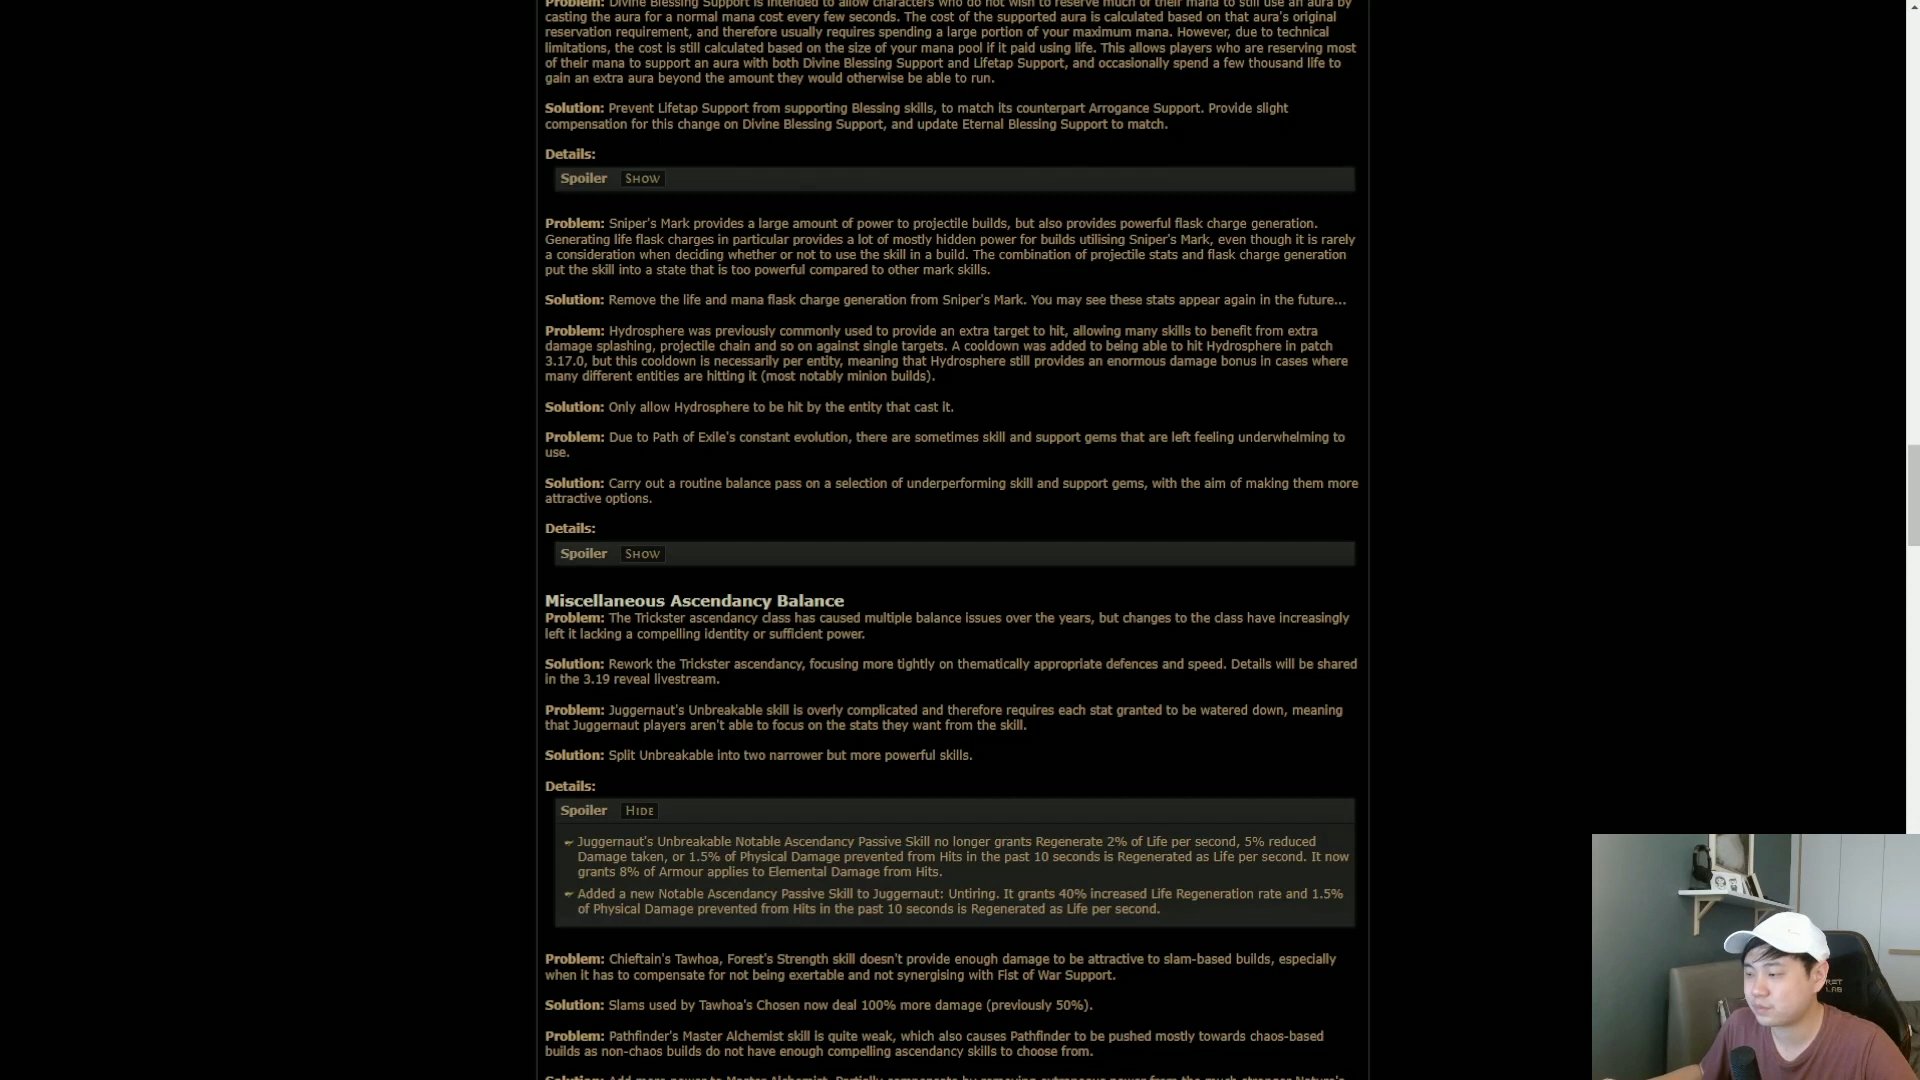 Problem: Divine Blessing Support is intended to allow characters who do not wish to reserve much of their mana to still use an aura by
casting the aura for a normal mana cost every few seconds. The cost of the supported aura is calculated based on that aura's original
reservation requirement, and therefore usually requires spending a large portion of your maximum mana. However, due to technical
limitations, the cost is still calculated based on the size of your mana pool if it paid using life. This allows players who are reserving most
of their mana to support an aura with both Divine Blessing Support and Lifetap Support, and occasionally spend a few thousand life to
gain an extra aura beyond the amount they would otherwise be able to run.
Solution: Prevent Lifetap Support from supporting Blessing skills, to match its counterpart Arrogance Support. Provide slight
compensation for this change on Divine Blessing Support, and update Eternal Blessing Support to match.
Details:
Spoiler Show
Problem: Sniper's Mark provides a large amount of power to projectile builds, but also provides powerful flask charge generation.
Generating life flask charges in particular provides a lot of mostly hidden power for builds utilising Sniper's Mark, even though it is rarely
a consideration when deciding whether or not to use the skill in a build. The combination of projectile stats and flask charge generation
put the skill into a state that is too powerful compared to other mark skills.
Solution: Remove the life and mana flask charge generation from Sniper's Mark. You may see these stats appear again in the future...
Problem: Hydrosphere was previously commonly used to provide an extra target to hit, allowing many skills to benefit from extra
damage splashing, projectile chain and so on against single targets. A cooldown was added to being able to hit Hydrosphere in patch
3.17.0, but this cooldown is necessarily per entity, meaning that Hydrosphere still provides an enormous damage bonus in cases where
many different entities are hitting it (most notably minion builds).
Solution: Only allow Hydrosphere to be hit by the entity that cast it.
Problem: Due to Path of Exile's constant evolution, there are sometimes skill and support gems that are left feeling underwhelming to
use.
Solution: Carry out a routine balance pass on a selection of underperforming skill and support gems, with the aim of making them more
attractive options.
Details:
Spoiler Show
Miscellaneous Ascendancy Balance
Problem: The Trickster ascendancy class has caused multiple balance issues over the years, but changes to the class have increasingly
left it lacking a compelling identity or sufficient power.
Solution: Rework the Trickster ascendancy, focusing more tightly on thematically appropriate defences and speed. Details will be shared
in the 3.19 reveal livestream.
Problem: Juggernaut's Unbreakable skill is overly complicated and therefore requires each stat granted to be watered down, meaning
that Juggernaut players aren't able to focus on the stats they want from the skill.
Solution: Split Unbreakable into two narrower but more powerful skills.
Details:
Spoiler Hide
Juggernaut's Unbreakable Notable Ascendancy Passive Skill no longer grants Regenerate 2% of Life per second, 5% reduced
Damage taken, or 1.5% of Physical Damage prevented from Hits in the past 10 seconds is Regenerated as Life per second. It now
grants 8% of Armour applies to Elemental Damage from Hits.
Added a new Notable Ascendancy Passive Skill to Juggernaut: Untiring. It grants 40% increased Life Regeneration rate and 1.5%
of Physical Damage prevented from Hits in the past 10 seconds is Regenerated as Life per second.
Problem: Chieftain's Tawhoa, Forest's Strength skill doesn't provide enough damage to be attractive to slam-based builds, especially
when it has to compensate for not being exertable and not synergising with Fist of War Support.
Solution: Slams used by Tawhoa's Chosen now deal 100% more damage (previously 50%).
Problem: Pathfinder's Master Alchemist skill is quite weak, which also causes Pathfinder to be pushed mostly towards chaos-based
builds as non-chaos builds do not have enough compelling ascendancy skills to choose from.